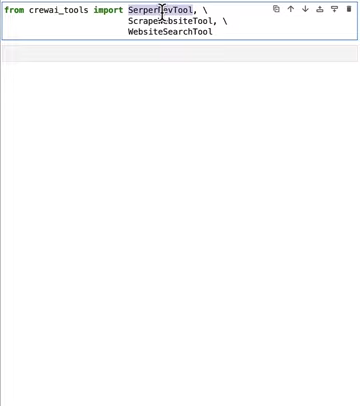 from crewai_tools import SerperDevTool, \
ScrapeWebsiteTool, \
WebsiteSearchTool